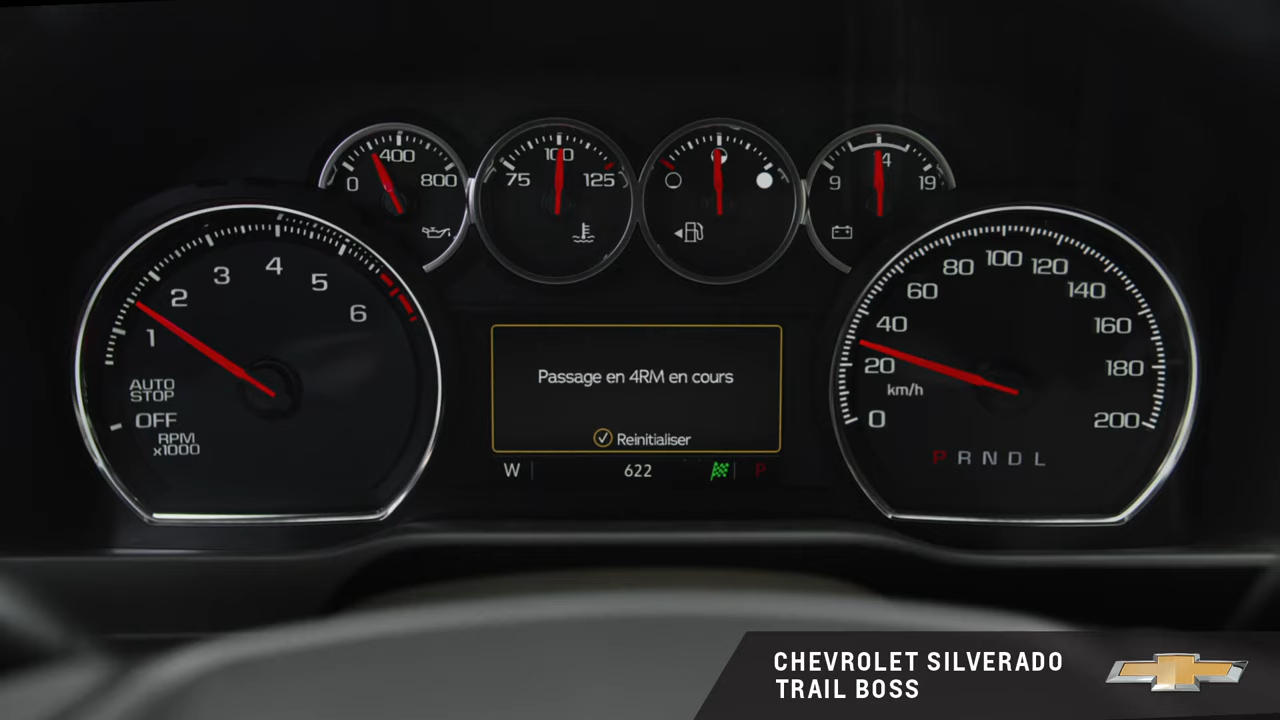 0 400 800
75 100 125
9 14 19
1 2 3 4 5 6
AUTO
STOP
OFF
RPM
x1000
Passage en 4RM en cours
Reinitialiser
W 622 P
0 20 40 60 80 100 120 140 160 180 200
km/h
P R N D L
CHEVROLET SILVERADO
TRAIL BOSS